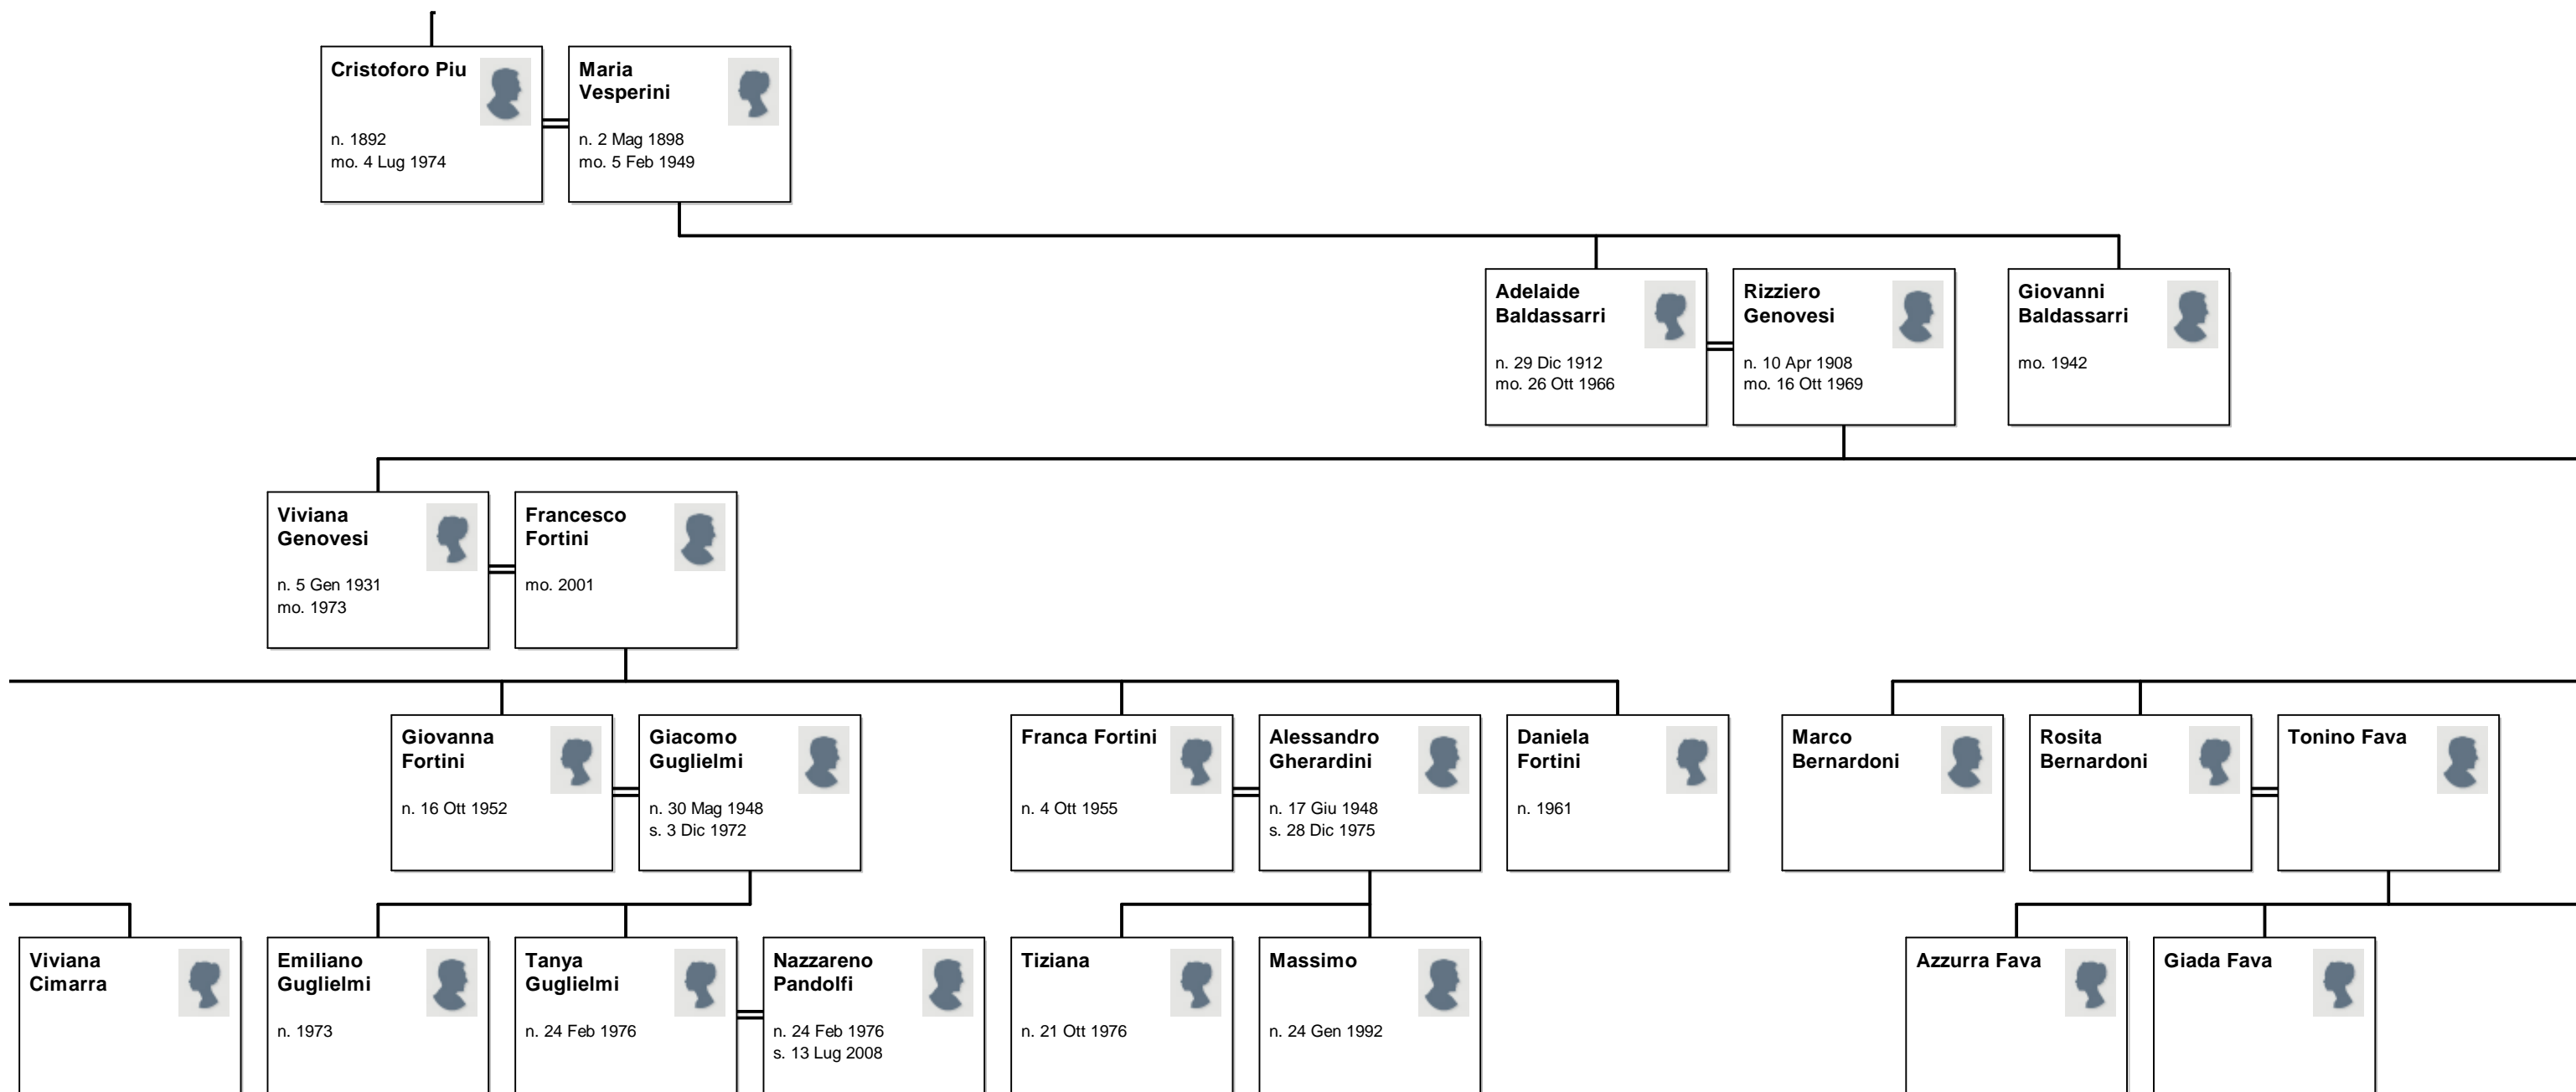 Cristoforo Piu
n. 1892
mo. 4 Lug 1974
Maria
Vesperini
n. 2 Mag 1898
mo. 5 Feb 1949
Adelaide
Baldassarri
n. 29 Dic 1912
mo. 26 Ott 1966
Rizziero
Genovesi
n. 10 Apr 1908
mo. 16 Ott 1969
Giovanni
Baldassarri
mo. 1942
Viviana
Genovesi
n. 5 Gen 1931
mo. 1973
Francesco
Fortini
mo. 2001
Giovanna
Fortini
n. 16 Ott 1952
Giacomo
Guglielmi
n. 30 Mag 1948
s. 3 Dic 1972
Franca Fortini
n. 4 Ott 1955
Alessandro
Gherardini
n. 17 Giu 1948
s. 28 Dic 1975
Daniela
Fortini
n. 1961
Marco
Bernardoni
Rosita
Bernardoni
Tonino Fava
Viviana
Cimarra
Emiliano
Guglielmi
n. 1973
Tanya
Guglielmi
n. 24 Feb 1976
Nazzareno
Pandolfi
n. 24 Feb 1976
s. 13 Lug 2008
Tiziana
n. 21 Ott 1976
Massimo
n. 24 Gen 1992
Azzurra Fava
Giada Fava